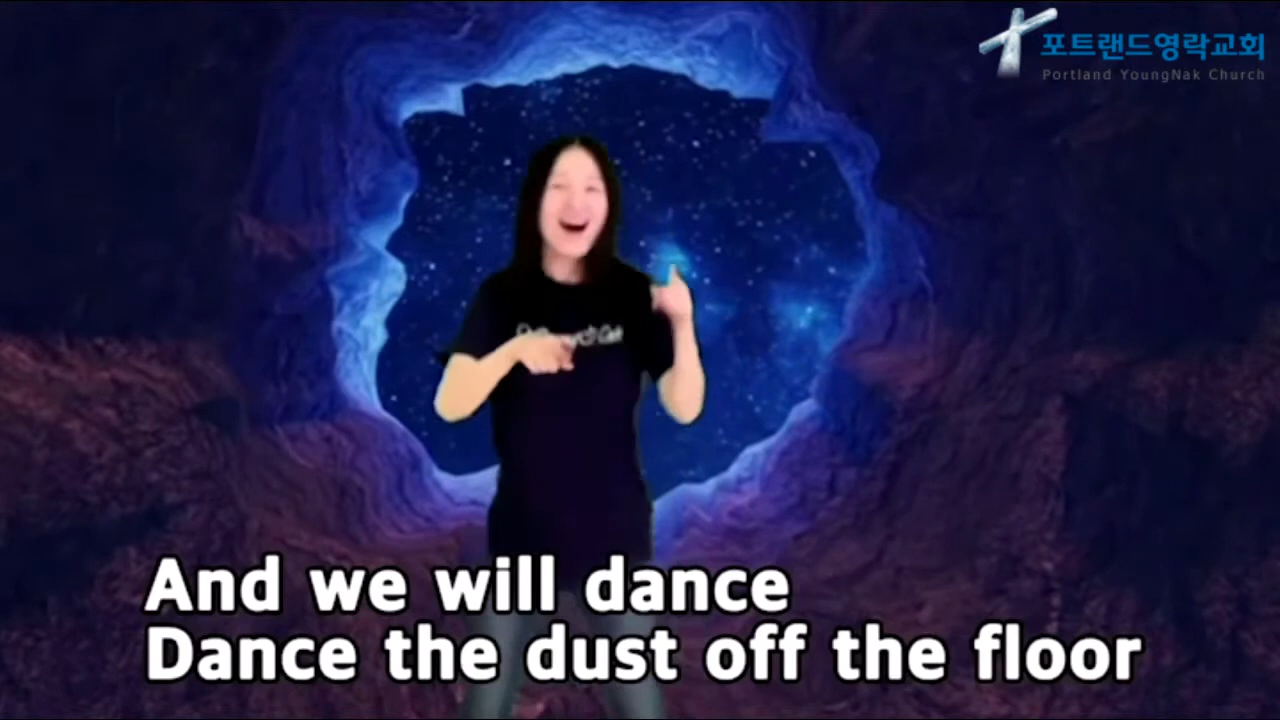 포트랜드영락교회
Portland YoungNak Church
And we will dance
Dance the dust off the floor